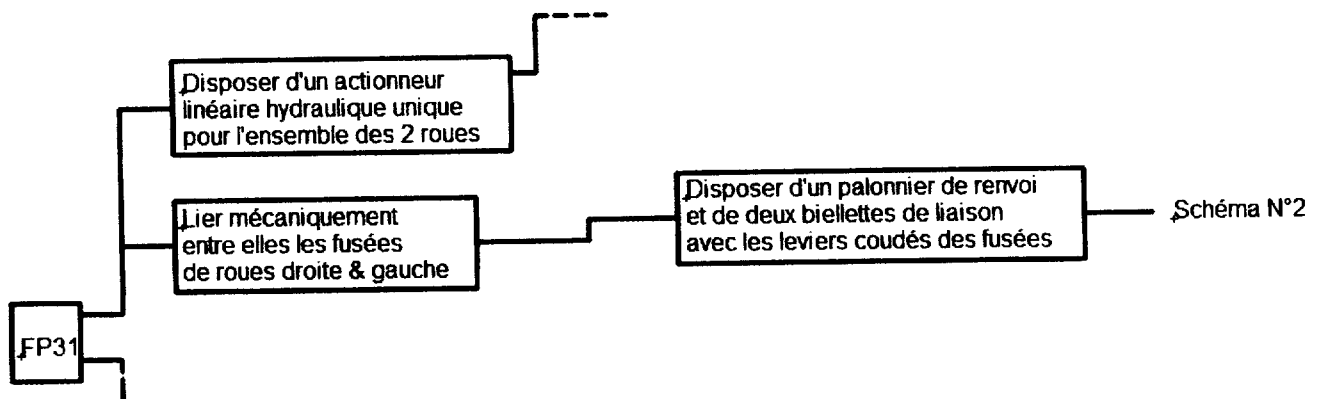 Disposer d'un actionneur
linéaire hydraulique unique
pour l'ensemble des 2 roues
Lier mécaniquement
entre elles les fusées
de roues droite & gauche
Disposer d'un palonnier de renvoi
et de deux biellettes de liaison
avec les leviers coudés des fusées
Schéma N°2
FP31